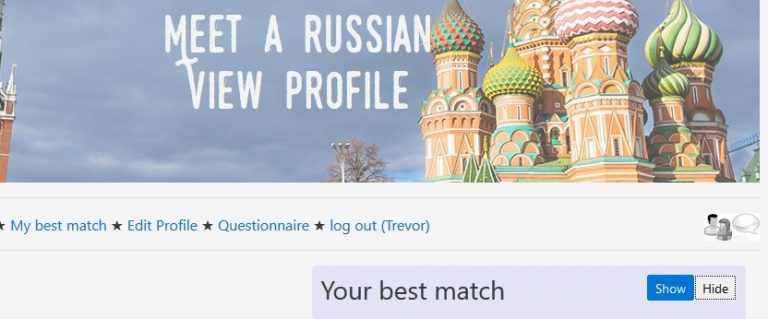 MEET A RUSSIAN
VIEW PROFILE
★ My best match ★ Edit Profile ★ Questionnaire ★ log out (Trevor)
Your best match
Show Hide